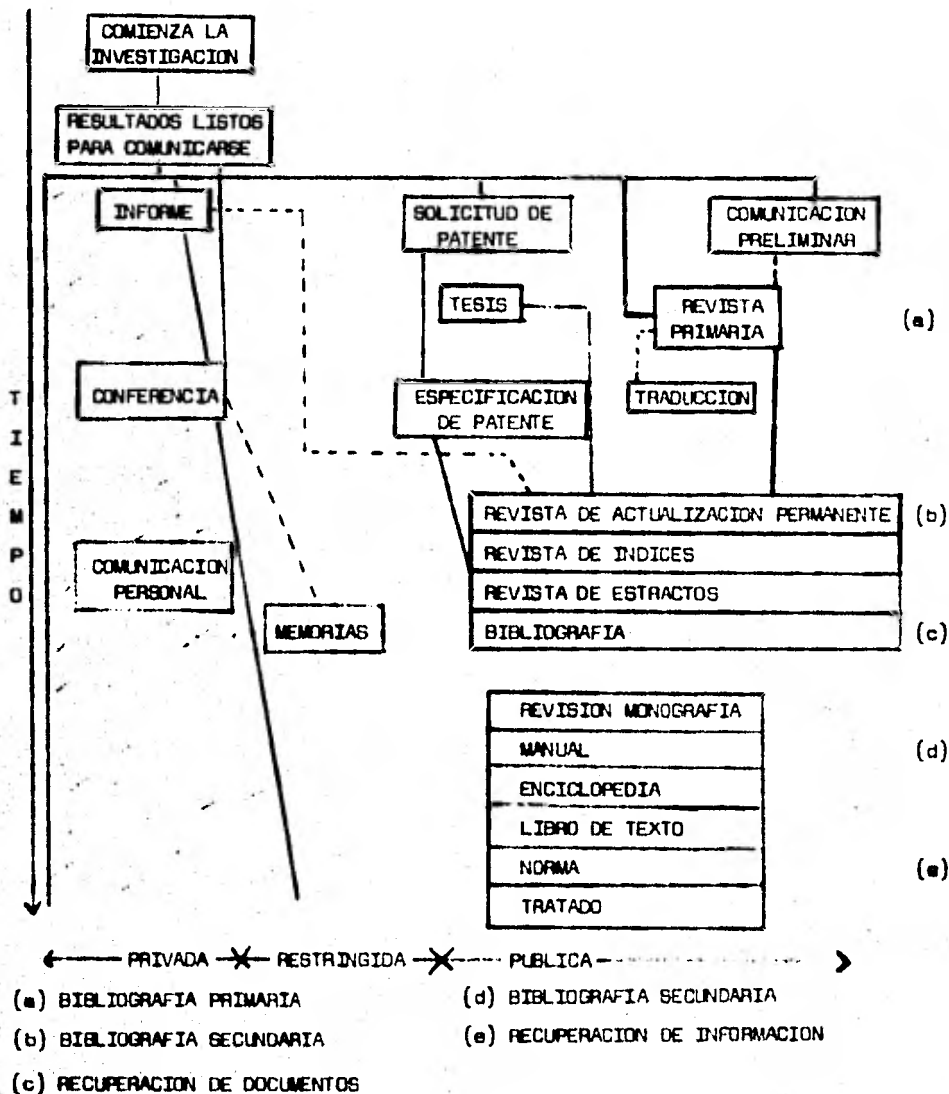 COMIENZA LA
INVESTIGACION
RESULTADOS LISTOS
PARA COMUNICARSE
INFORME
SOLICITUD DE
PATENTE
COMUNICACION
PRELIMINAR
TESIS
REVISTA
PRIMARIA
(a)
CONFERENCIA
ESPECIFICACION
DE PATENTE
TRADUCCION
TIEMPO
REVISTA DE ACTUALIZACION PERMANENTE
(b)
REVISTA DE INDICES
REVISTA DE ESTRACTOS
BIBLIOGRAFIA
(c)
COMUNICACION
PERSONAL
MEMORIAS
REVISION MONOGRAFIA
MANUAL
(d)
ENCICLOPEDIA
LIBRO DE TEXTO
NORMA
(e)
TRATADO
PRIVADA RESTRINGIDA PUBLICA
(a) BIBLIOGRAFIA PRIMARIA
(b) BIBLIOGRAFIA SECUNDARIA
(c) RECUPERACION DE DOCUMENTOS
(d) BIBLIOGRAFIA SECUNDARIA
(e) RECUPERACION DE INFORMACION